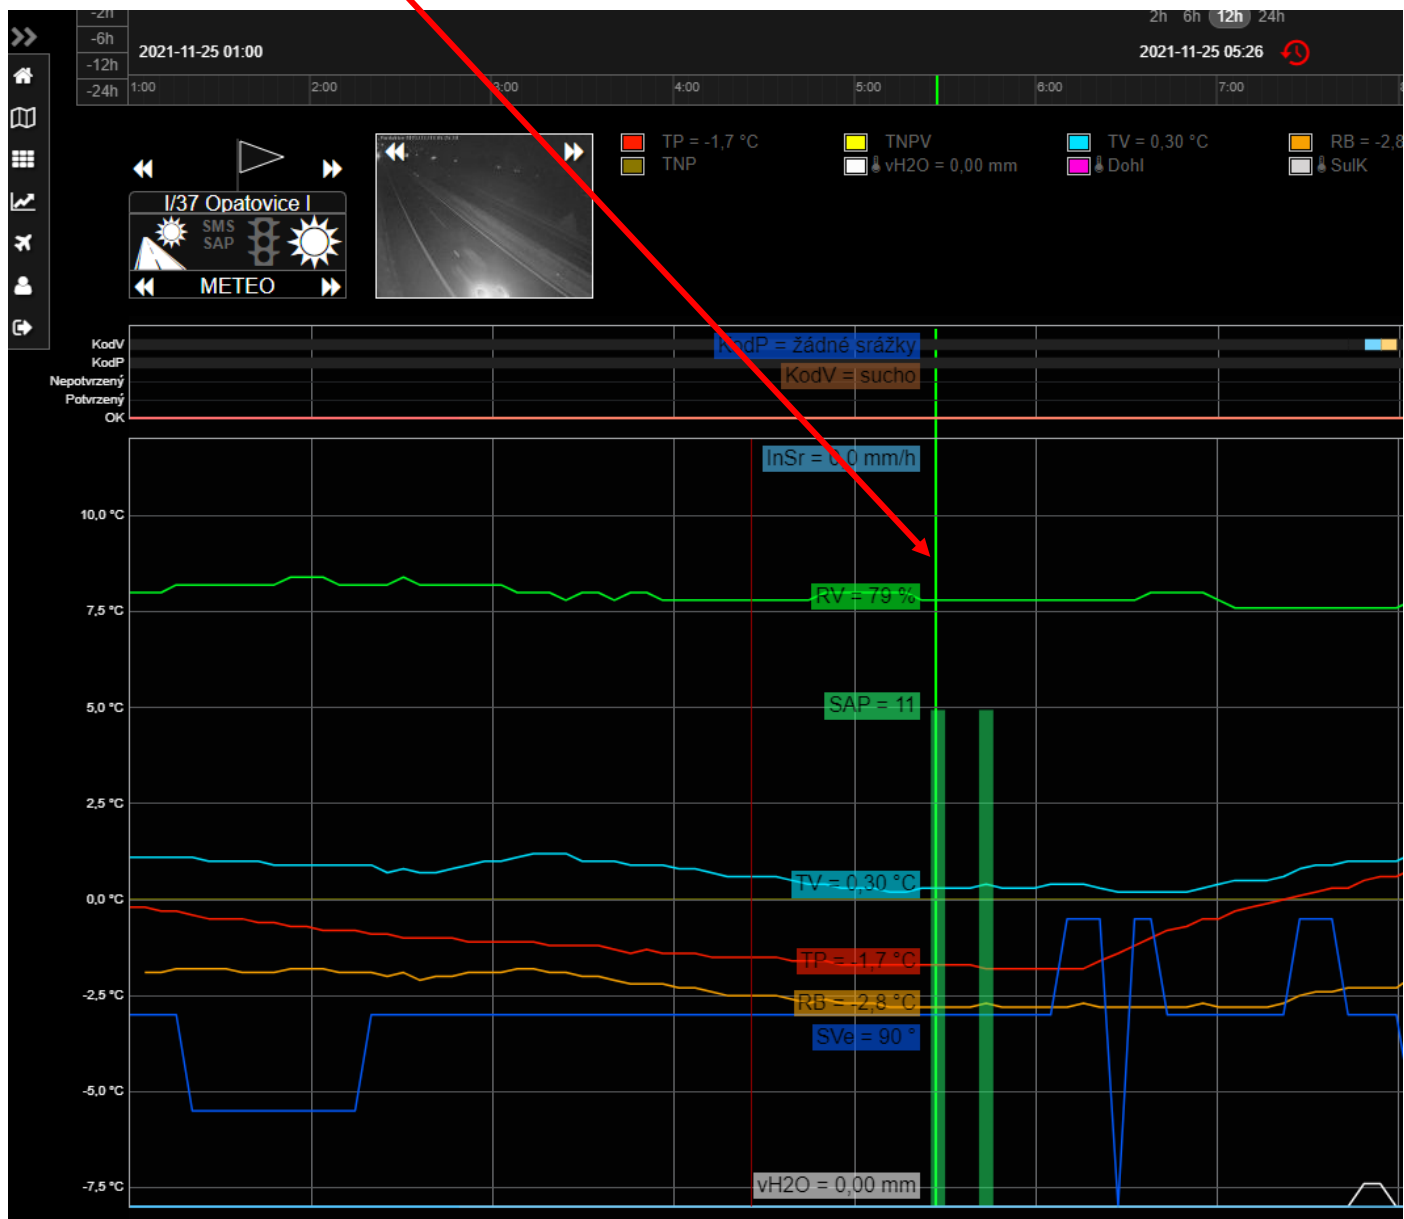 -2h
2h 6h 12h 24h
-6h
2021-11-25 01:00
2021-11-25 05:26
-12h
-24h
1:00 2:00 3:00 4:00 5:00 6:00 7:00
TP = -1,7 °C
TNPV
TV = 0,30 °C
RB = -2,8
TNP
vH2O = 0,00 mm
Dohl
SulK
I/37 Opatovice I
SMS
SAP
METEO
KodV
KodP
Nepotvrzený
Potvrzený
OK
KodP = žádné srážky
KodV = sucho
InSr = 0,0 mm/h
10,0 °C
RV = 79 %
7,5 °C
SAP = 11
5,0 °C
2,5 °C
TV = 0,30 °C
0,0 °C
TP = -1,7 °C
-2,5 °C
RB = -2,8 °C
SVe = 90 °
-5,0 °C
-7,5 °C
vH2O = 0,00 mm